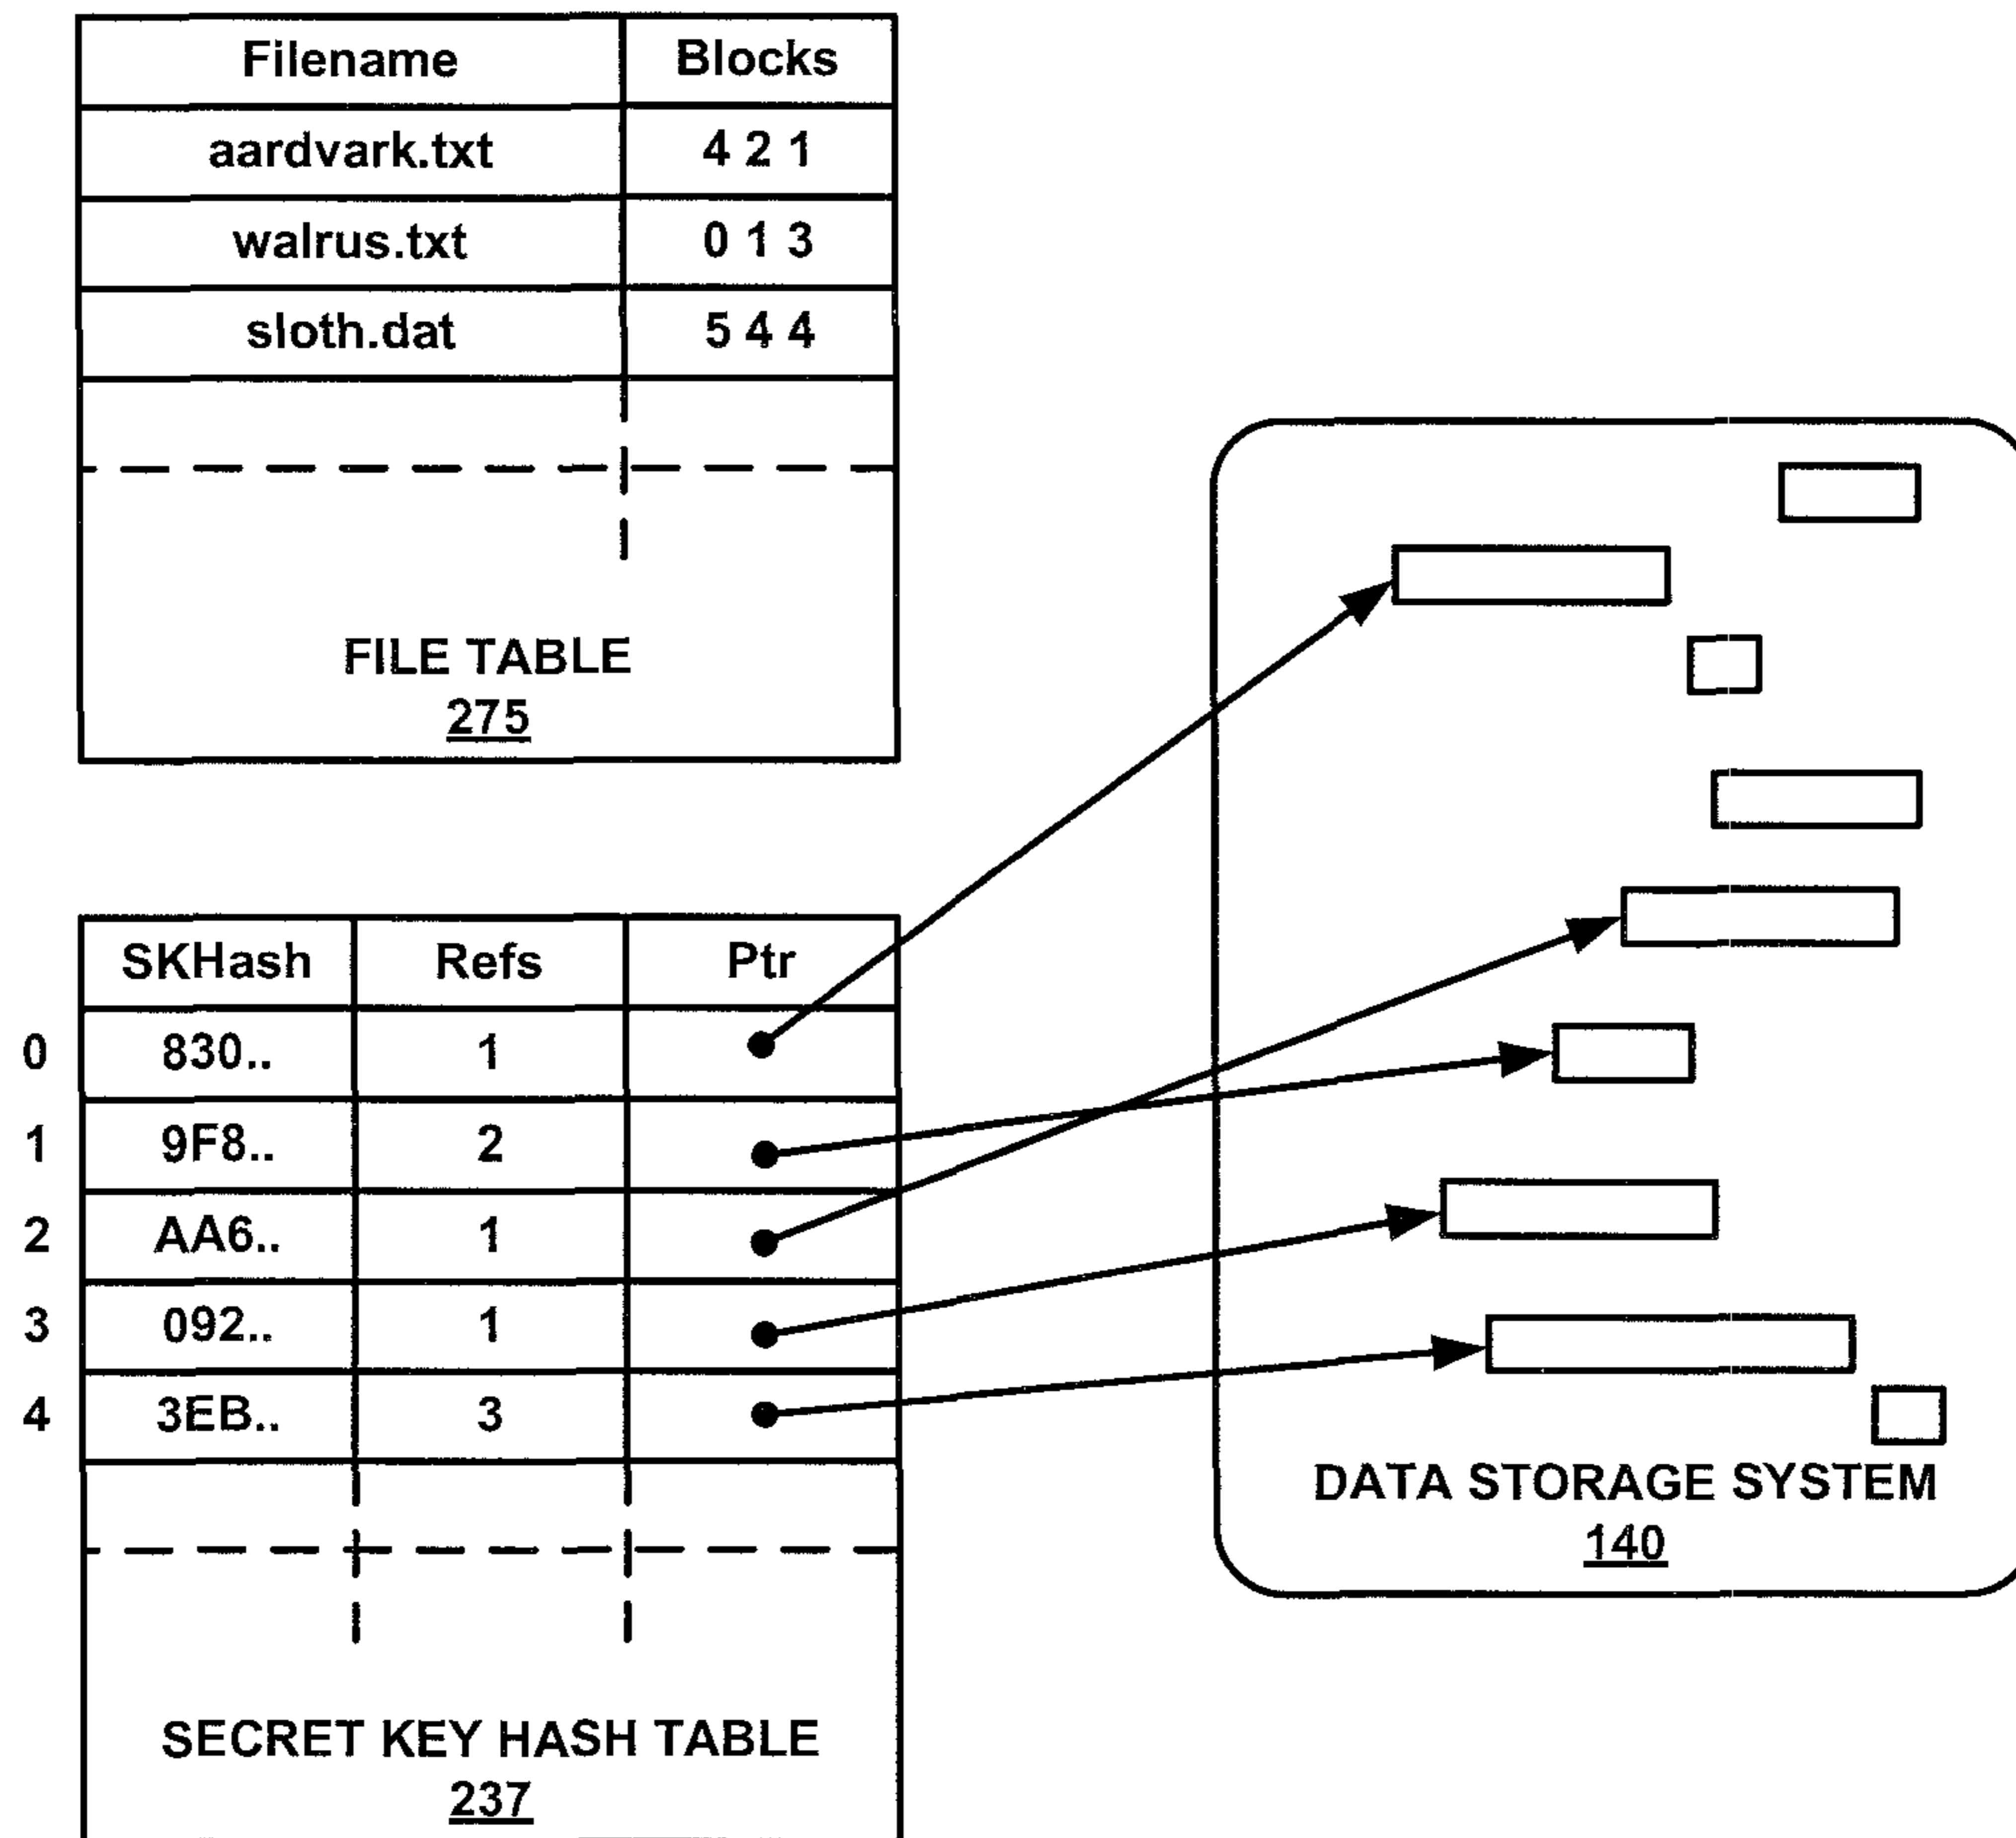 Filename Blocks
aardvark.txt 4 2 1
walrus.txt 0 1 3
sloth.dat 5 4 4
FILE TABLE
275
SKHash Refs Ptr
0 830.. 1
1 9F8.. 2
2 AA6.. 1
3 092.. 1
4 3EB.. 3
SECRET KEY HASH TABLE
237
DATA STORAGE SYSTEM
140